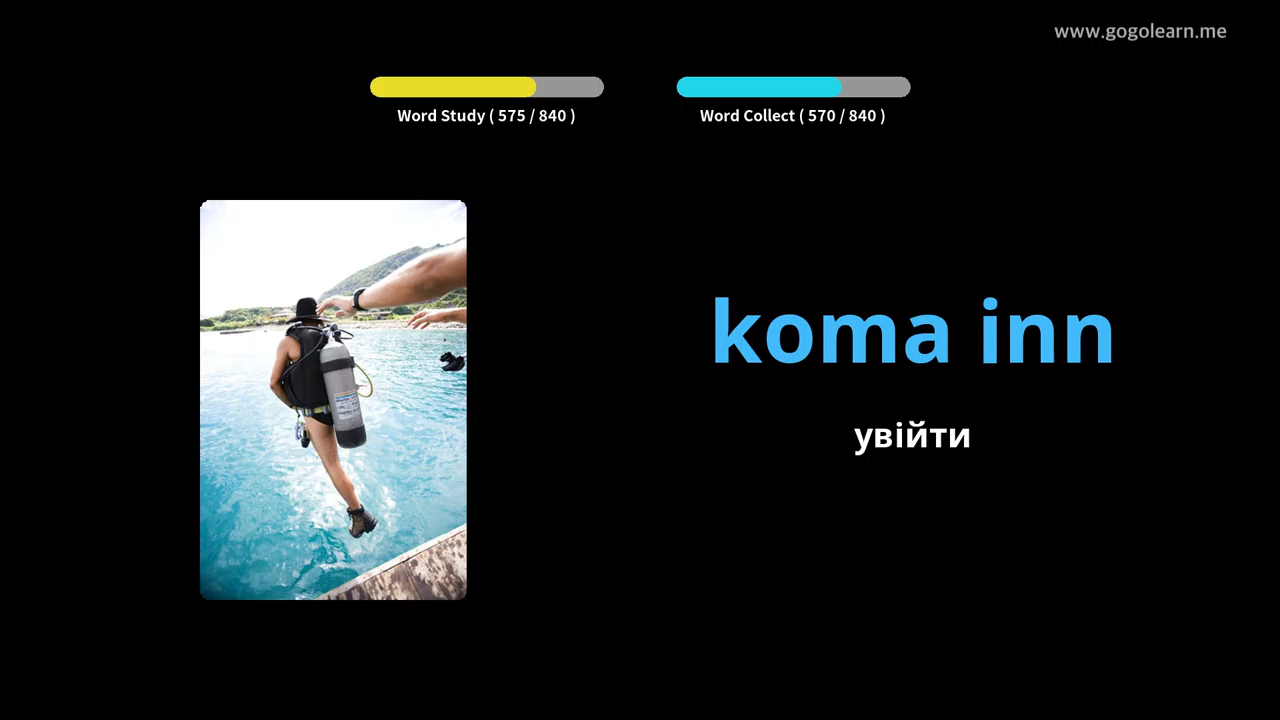 www.gogolearn.me
Word Study ( 575 / 840 )
Word Collect ( 570 / 840 )
koma inn
увійти